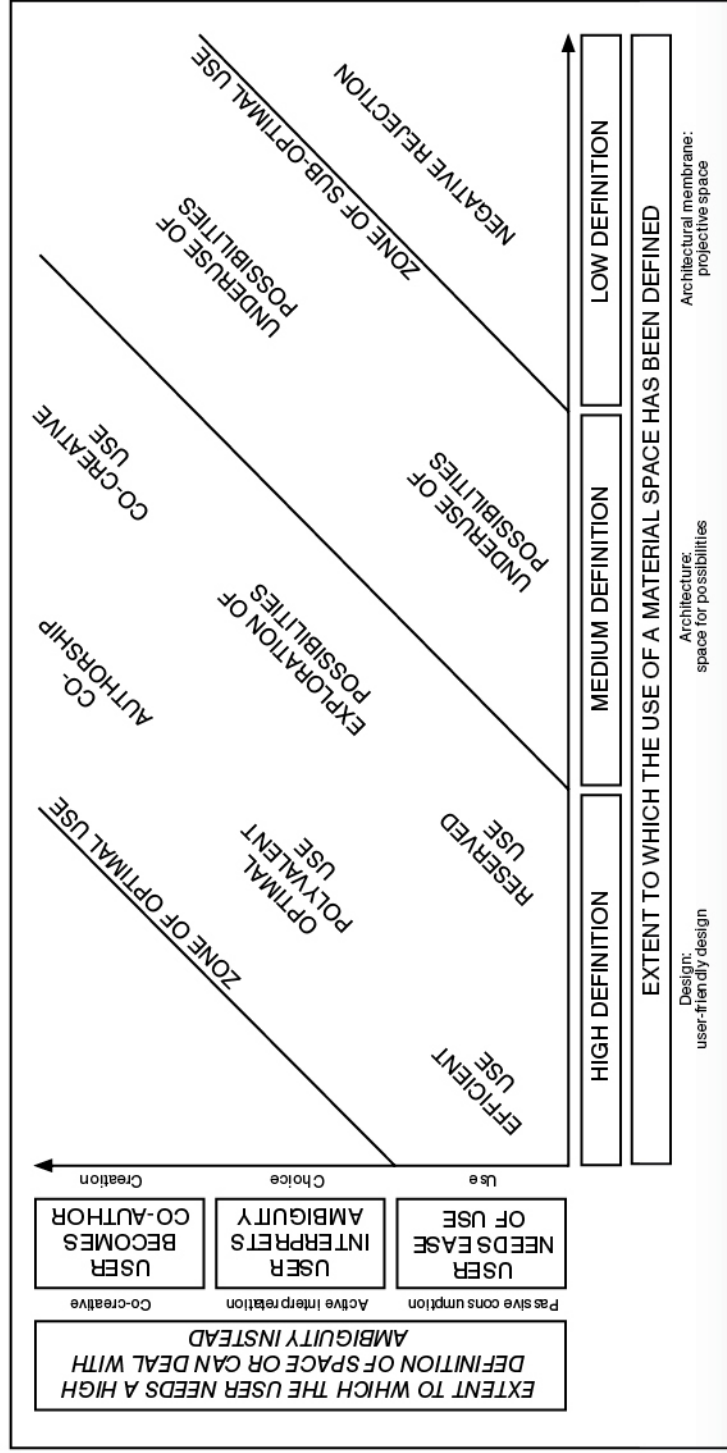 EXTENT TO WHICH THE USER NEEDS A HIGH
DEFINITION OF SPACE OR CAN DEAL WITH
AMBIGUITY INSTEAD
Passive consumption
Active interpretation
Co-creative
USER
NEEDS EASE
OF USE
USER
INTERPRETS
AMBIGUITY
USER
BECOMES
CO-AUTHOR
Use
Choice
Creation
EFFICIENT
USE
RESERVED
USE
UNDERUSE OF
POSSIBILITIES
NEGATIVE REJECTION
OPTIMAL
POLYVALENT
USE
EXPLORATION OF
POSSIBILITIES
UNDERUSE OF
POSSIBILITIES
CO-
AUTHORSHIP
CO-CREATIVE
USE
ZONE OF OPTIMAL USE
ZONE OF SUB-OPTIMAL USE
HIGH DEFINITION
MEDIUM DEFINITION
LOW DEFINITION
EXTENT TO WHICH THE USE OF A MATERIAL SPACE HAS BEEN DEFINED
Design:
user-friendly design
Architecture:
space for possibilities
Architectural membrane:
projective space